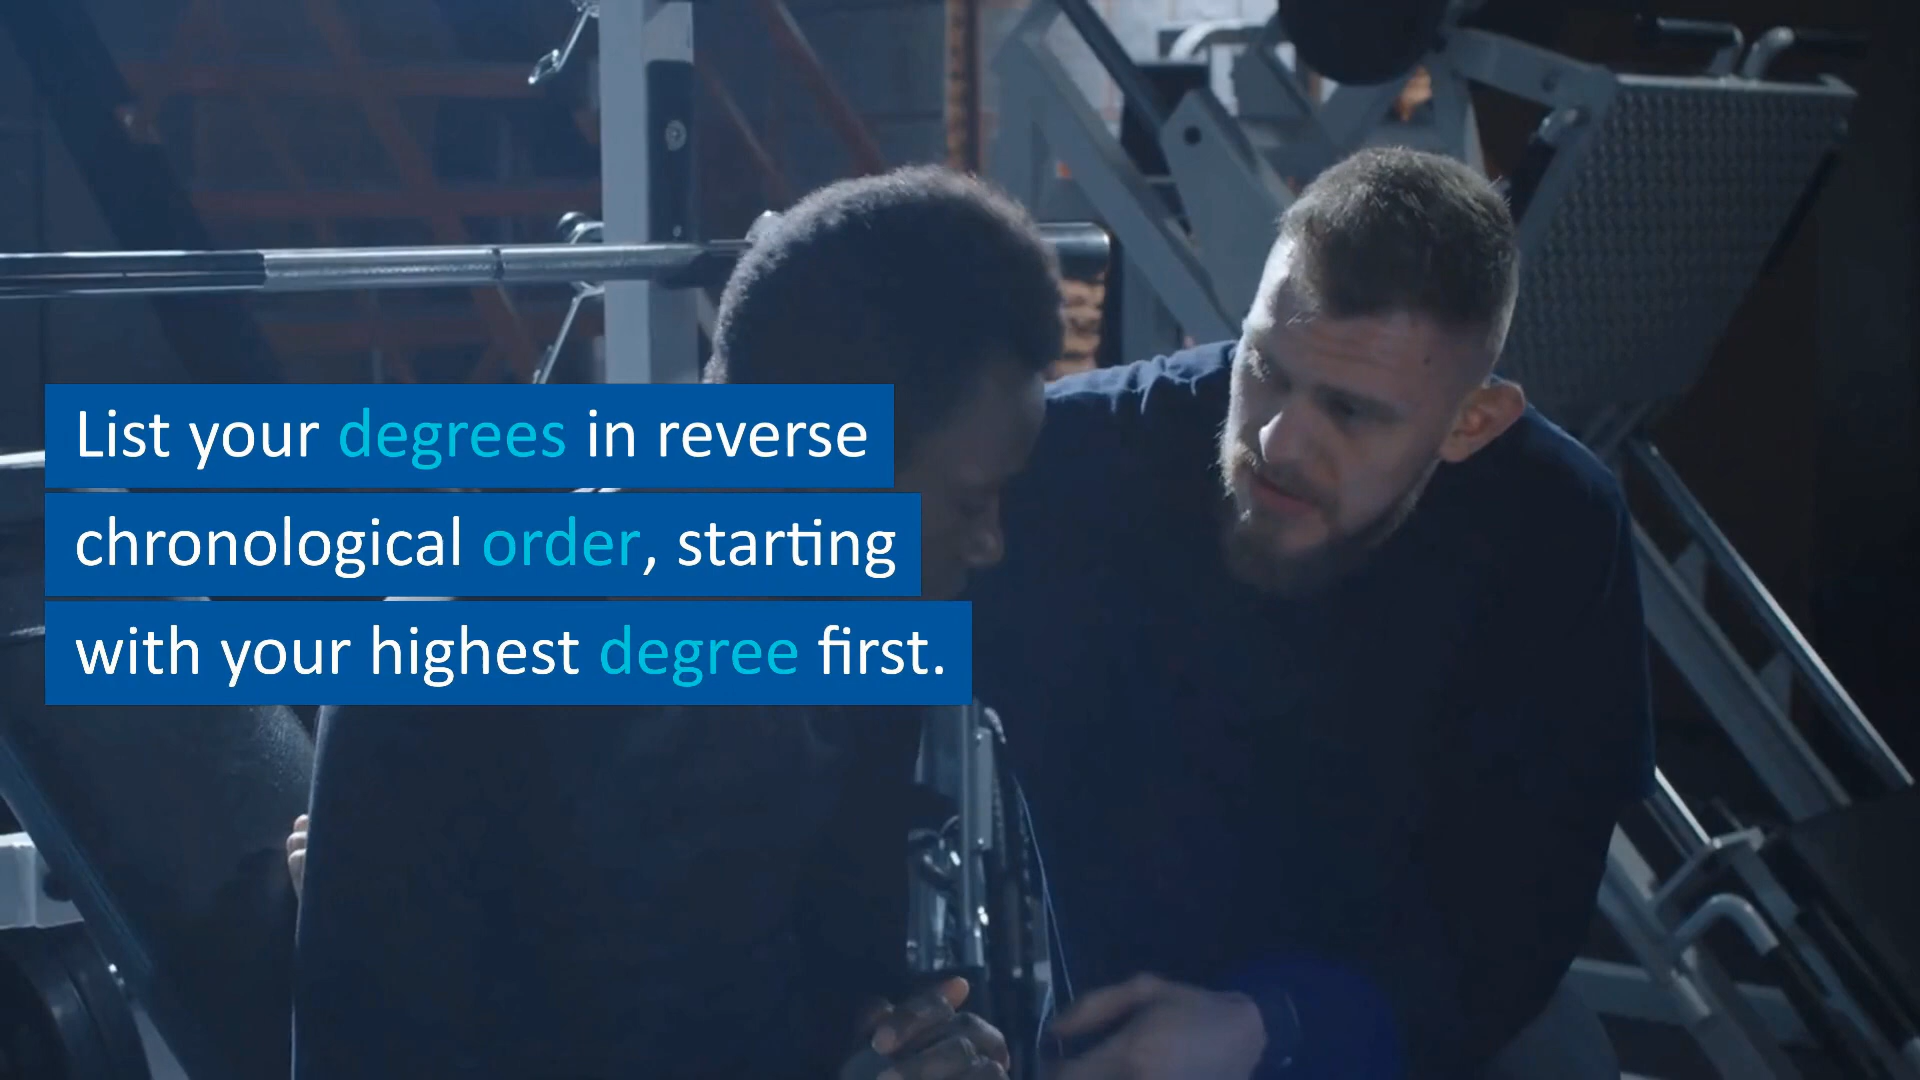 List your degrees in reverse
chronological order, starting
with your highest degree first.